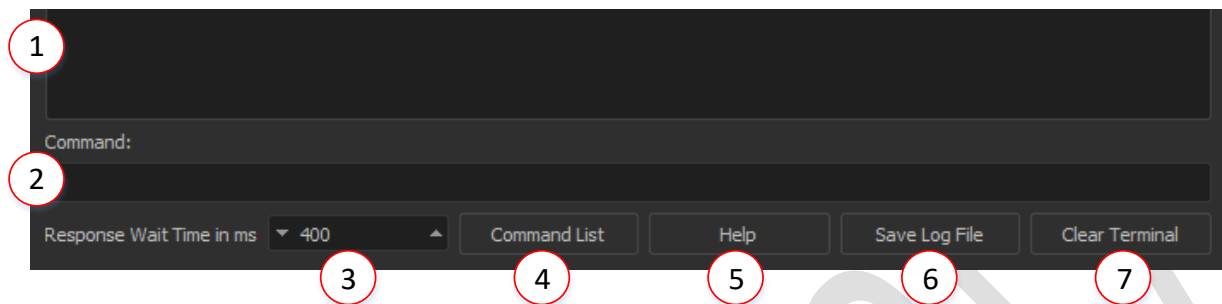 1
Command:
2
Response Wait Time in ms 400 Command List Help Save Log File Clear Terminal
3 4 5 6 7